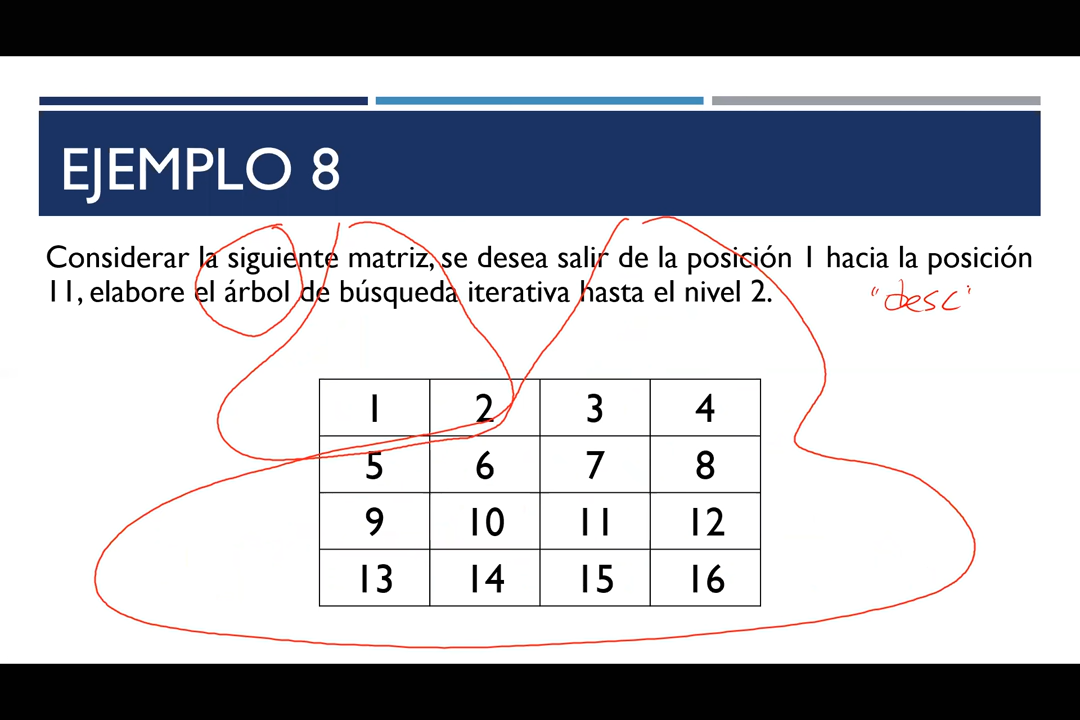 EJEMPLO 8
Considerar la siguiente matriz, se desea salir de la posición 1 hacia la posición
11, elabore el árbol de búsqueda iterativa hasta el nivel 2.
"desc"
1 2 3 4
5 6 7 8
9 10 11 12
13 14 15 16